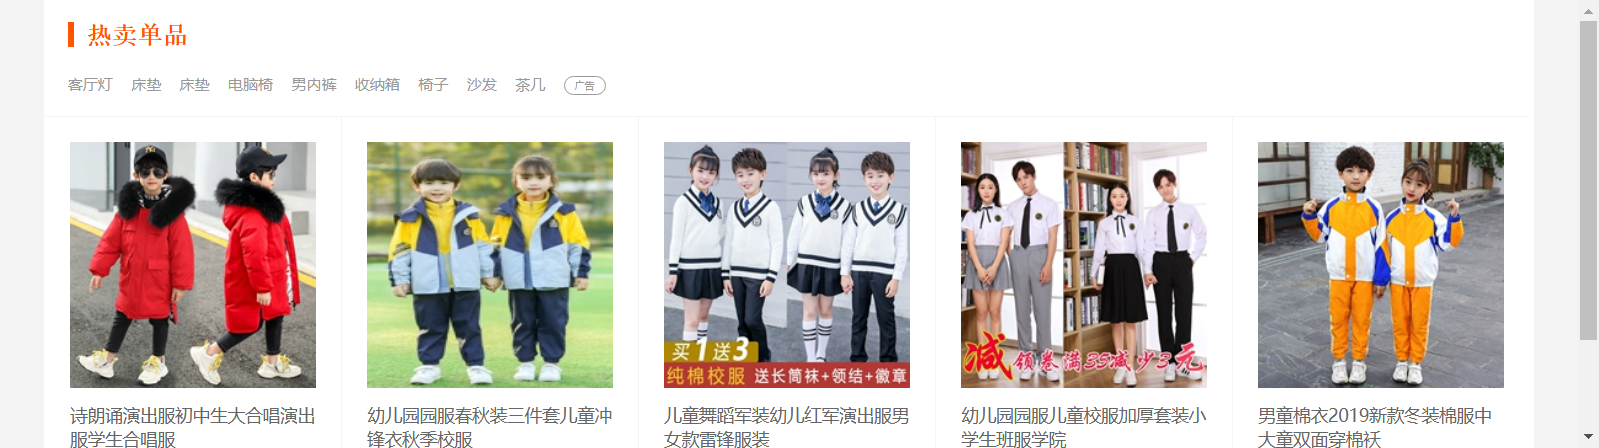 热卖单品
客厅灯 床垫 床垫 电脑椅 男内裤 收纳箱 椅子 沙发 茶几 广告
买1送3
纯棉校服 送长筒袜+领结+徽章
减 领卷满35减少3元
诗朗诵演出服初中生大合唱演出
服学生合唱服
幼儿园园服春秋装三件套儿童冲
锋衣秋季校服
儿童舞蹈军装幼儿红军演出服男
女款雷锋服装
幼儿园园服儿童校服加厚套装小
学生班服学院
男童棉衣2019新款冬装棉服中
大童双面穿棉袄